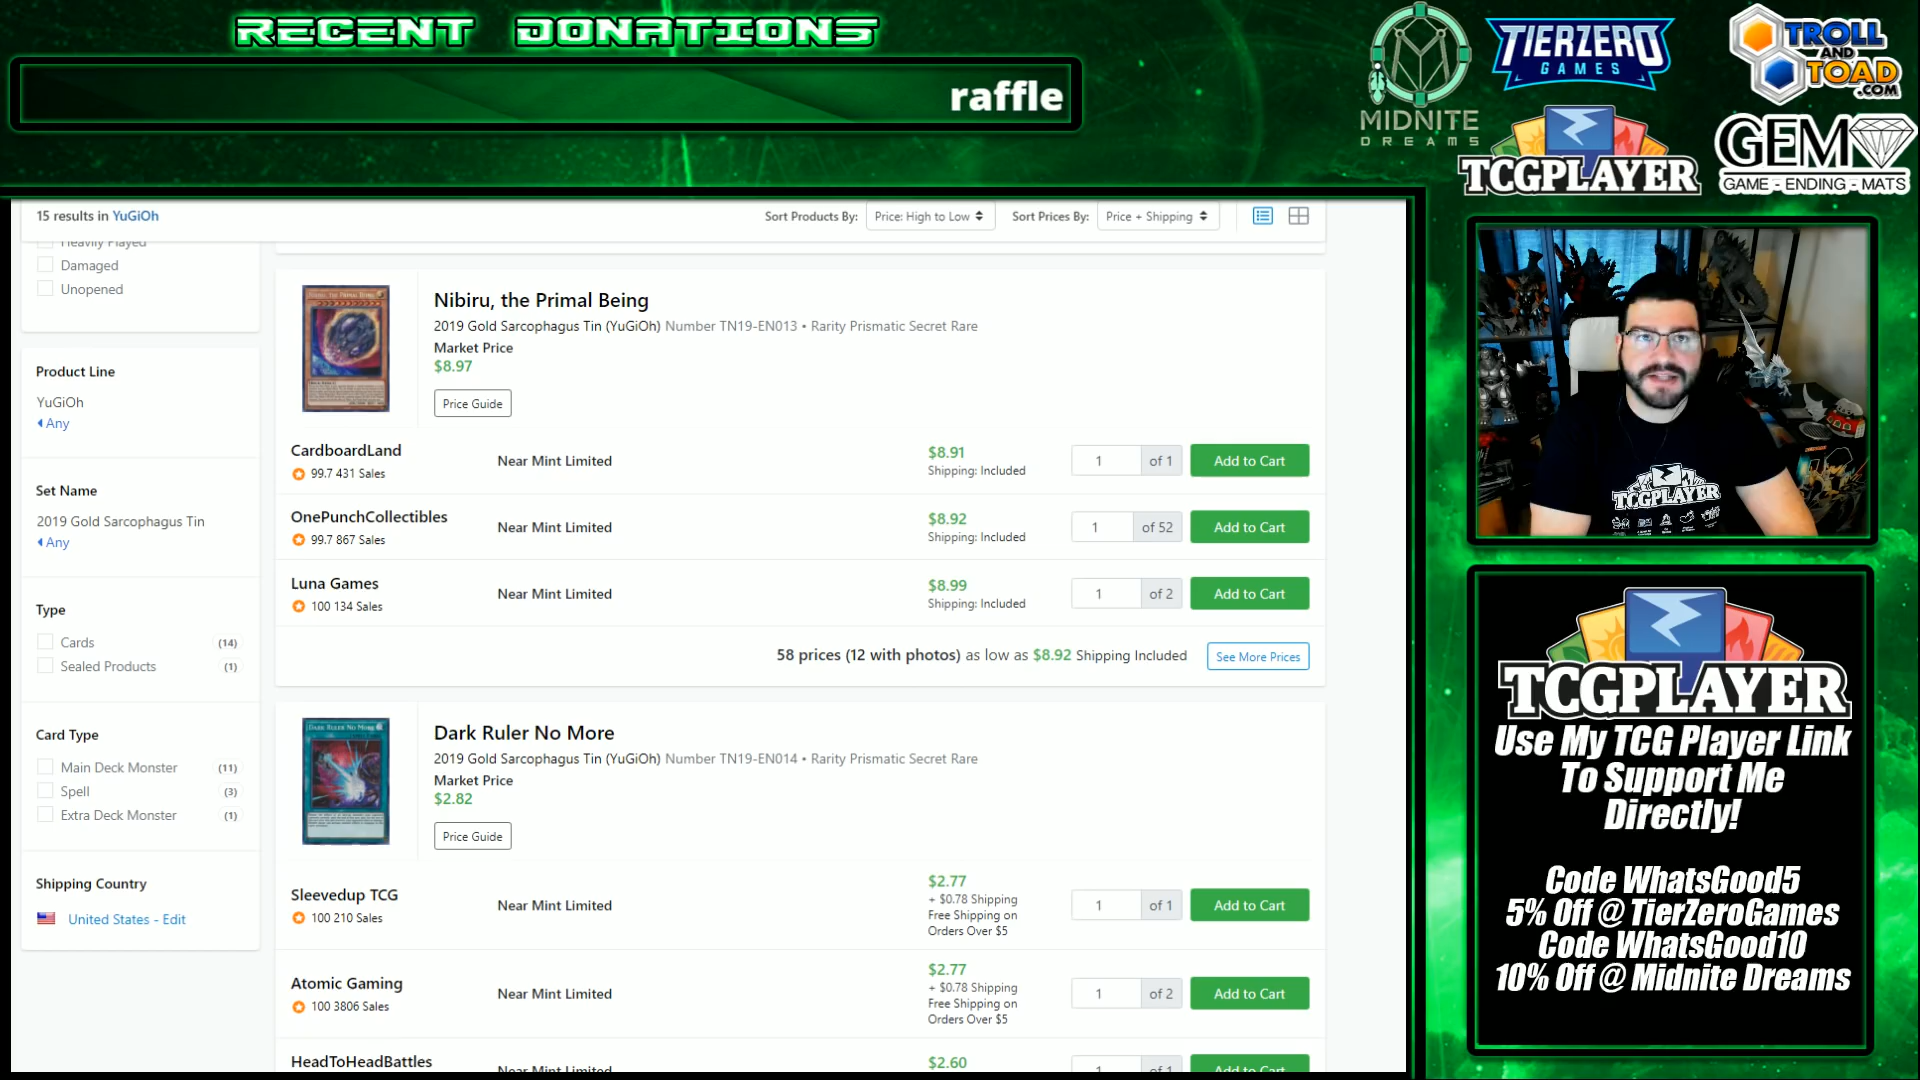 RECENT DONATIONS
raffle
MIDNITE
DREAMS
TIERZERO
GAMES
TROLL
AND
TOAD
.COM
TCGPLAYER
GEM
GAME - ENDING - MATS
15 results in YuGiOh
Sort Products By: Price: High to Low
Sort Prices By: Price + Shipping
Heavily Played
Damaged
Unopened
Product Line
YuGiOh
Any
Set Name
2019 Gold Sarcophagus Tin
Any
Type
Cards (14)
Sealed Products (1)
Card Type
Main Deck Monster (11)
Spell (3)
Extra Deck Monster (1)
Shipping Country
United States - Edit
Nibiru, the Primal Being
2019 Gold Sarcophagus Tin (YuGiOh) Number TN19-EN013 • Rarity Prismatic Secret Rare
Market Price
$8.97
Price Guide
CardboardLand
99.7 431 Sales
Near Mint Limited
$8.91
Shipping: Included
1 of 1
Add to Cart
OnePunchCollectibles
99.7 867 Sales
Near Mint Limited
$8.92
Shipping: Included
1 of 52
Add to Cart
Luna Games
100 134 Sales
Near Mint Limited
$8.99
Shipping: Included
1 of 2
Add to Cart
58 prices (12 with photos) as low as $8.92 Shipping Included
See More Prices
Dark Ruler No More
2019 Gold Sarcophagus Tin (YuGiOh) Number TN19-EN014 • Rarity Prismatic Secret Rare
Market Price
$2.82
Price Guide
Sleevedup TCG
100 210 Sales
Near Mint Limited
$2.77
+ $0.78 Shipping
Free Shipping on
Orders Over $5
1 of 1
Add to Cart
Atomic Gaming
100 3806 Sales
Near Mint Limited
$2.77
+ $0.78 Shipping
Free Shipping on
Orders Over $5
1 of 2
Add to Cart
HeadToHeadBattles
Near Mint Limited
$2.60
1 of 1
Add to Cart
TCGPLAYER
TCGPLAYER
Use My TCG Player Link
To Support Me
Directly!
Code WhatsGood5
5% Off @ TierZeroGames
Code WhatsGood10
10% Off @ Midnite Dreams